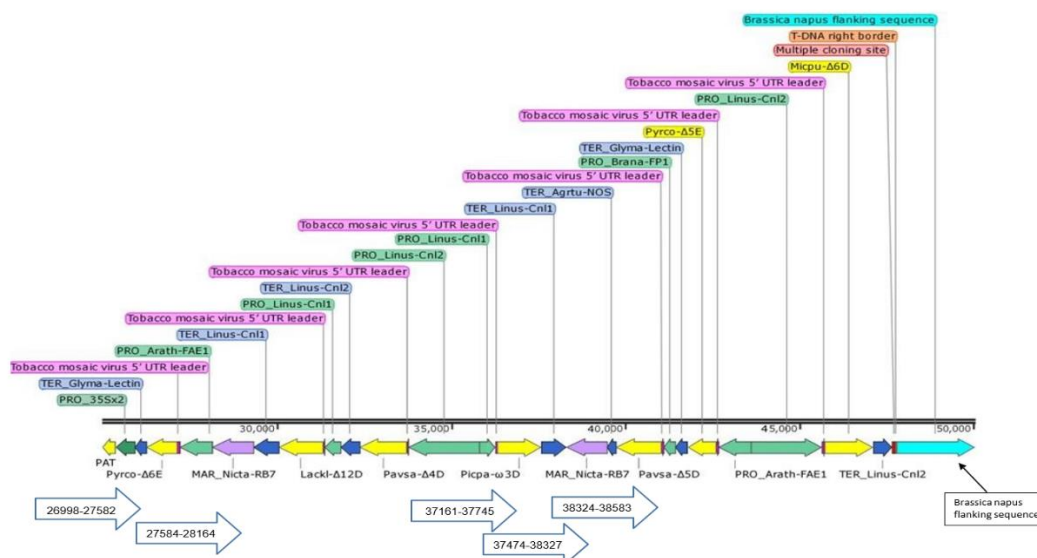 Brassica napus flanking sequence
T-DNA right border
Multiple cloning site
Micpu-Δ6D
Tobacco mosaic virus 5' UTR leader
PRO_Linus-Cnl2
Tobacco mosaic virus 5' UTR leader
Pyrco-Δ5E
TER_Glyma-Lectin
PRO_Brana-FP1
Tobacco mosaic virus 5' UTR leader
TER_Agrtu-NOS
TER_Linus-Cnl1
Tobacco mosaic virus 5' UTR leader
PRO_Linus-Cnl1
PRO_Linus-Cnl2
Tobacco mosaic virus 5' UTR leader
TER_Linus-Cnl2
PRO_Linus-Cnl1
Tobacco mosaic virus 5' UTR leader
TER_Linus-Cnl1
PRO_Arath-FAE1
Tobacco mosaic virus 5' UTR leader
TER_Glyma-Lectin
PRO_35Sx2
30,000 35,000 40,000 45,000 50,000
PAT
Pyrco-Δ6E MAR_Nicta-RB7 Lackl-Δ12D Pavsa-Δ4D Picpa-ω3D MAR_Nicta-RB7 Pavsa-Δ5D PRO_Arath-FAE1 TER_Linus-Cnl2
26998-27582
27584-28164
37161-37745
37474-38327
38324-38583
Brassica napus
flanking sequence